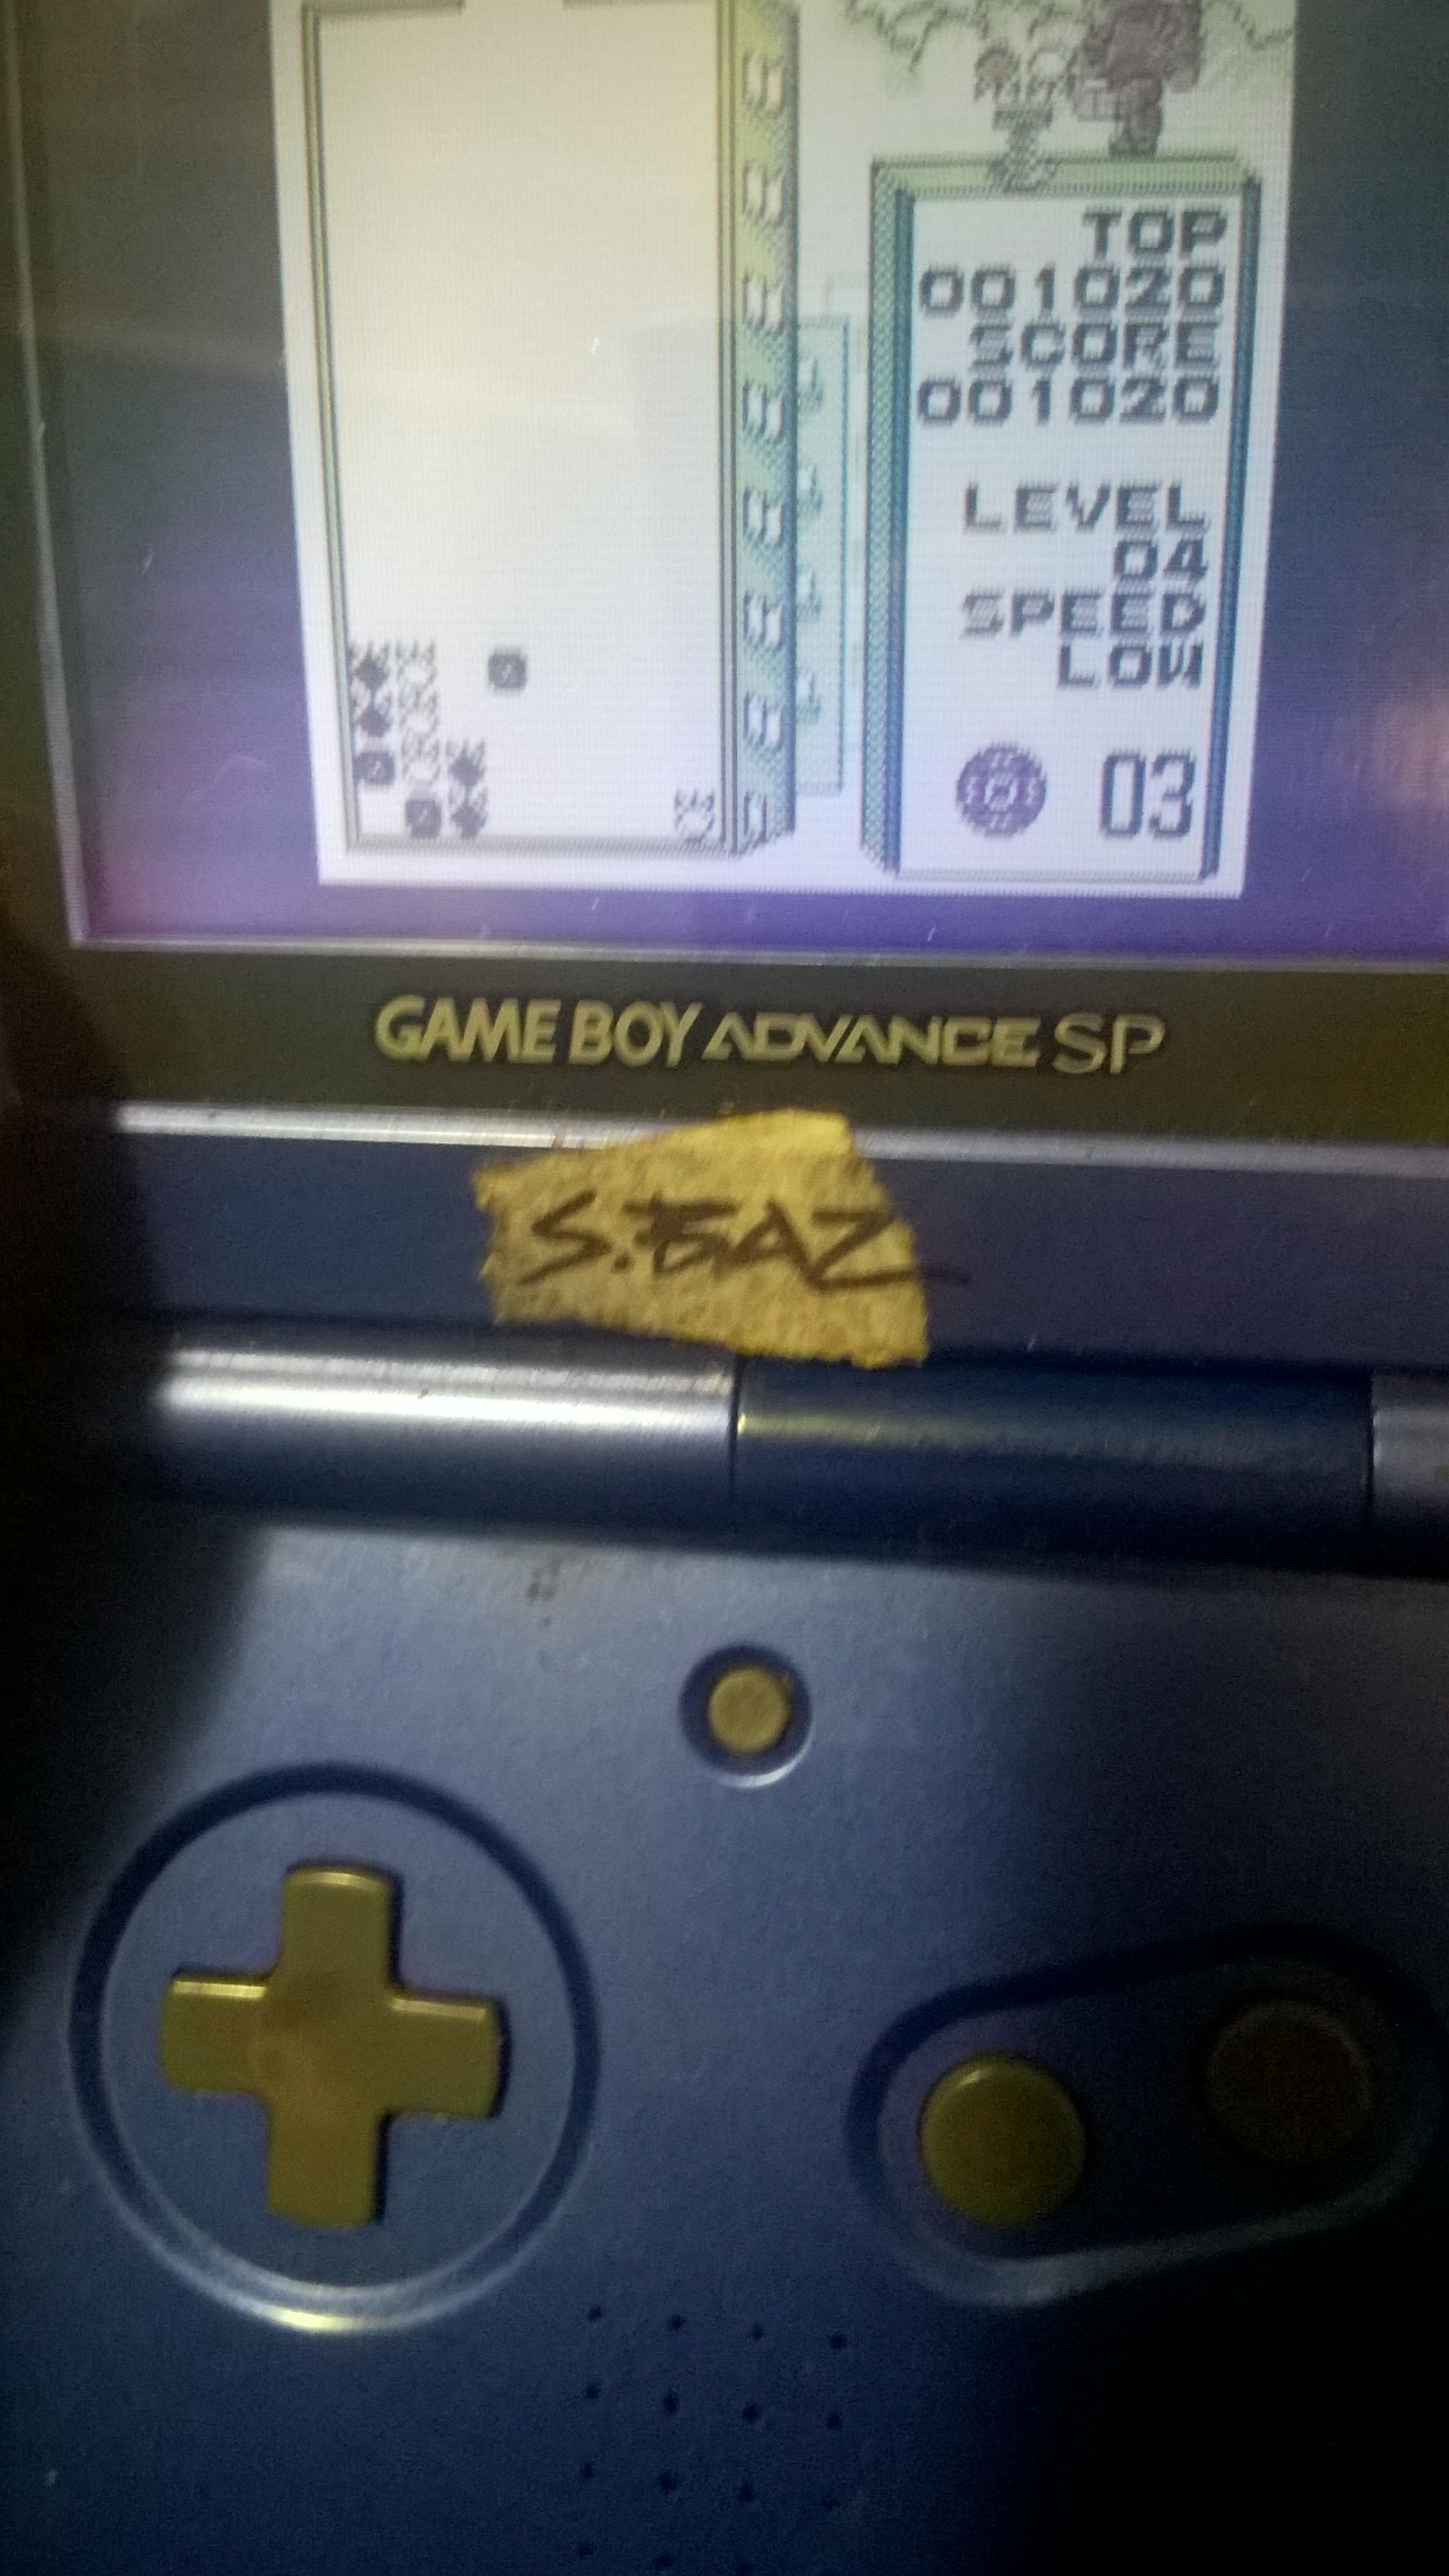 TOP
001020
SCORE
001020
LEVEL
04
SPEED
LOW
03
GAME BOY ADVANCE SP
S.BAZ